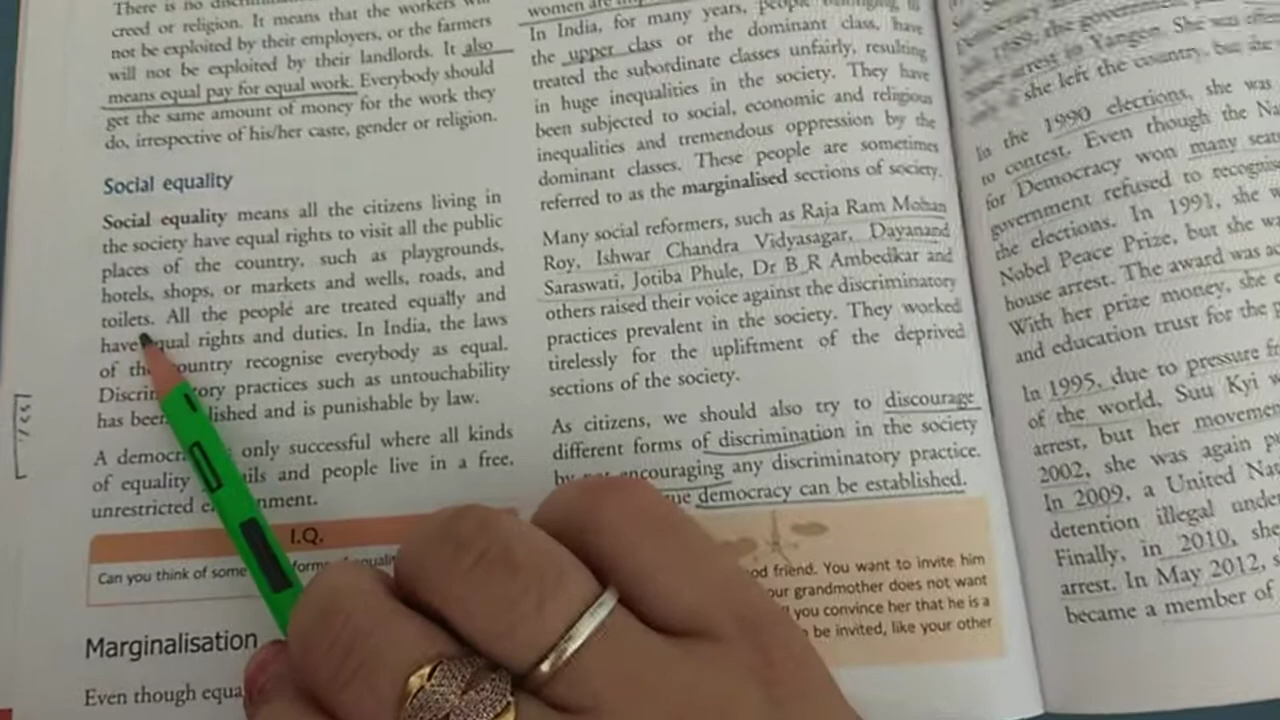 There is no
creed or religion. It means that the workers
not be exploited by their employers, or the farmers
will not be exploited by their landlords. It also
means equal pay for equal work. Everybody should
get the same amount of money for the work they
do, irrespective of his/her caste, gender or religion.
Social equality
Social equality means all the citizens living in
the society have equal rights to visit all the public
places of the country, such as playgrounds,
hotels, shops, or markets and wells, roads, and
toilets. All the people are treated equally and
have equal rights and duties. In India, the laws
of the country recognise everybody as equal.
ory practices such as untouchability
has been lished and is punishable by law.
A democr only successful where all kinds
of equality ils and people live in a free,
unrestricted nment.
I.Q.
Can you think of some form
Marginalisation
Even though equa
women are
In India, for many years, people
the upper class or the dominant class, have
treated the subordinate classes unfairly, resulting
in huge inequalities in the society. They have
been subjected to social, economic and religious
inequalities and tremendous oppression by the
dominant classes. These people are sometimes
referred to as the marginalised sections of society.
Many social reformers, such as Raja Ram Mohan
Roy, Ishwar Chandra Vidyasagar, Dayanand
Saraswati, Jotiba Phule, Dr B R Ambedkar and
others raised their voice against the discriminatory
practices prevalent in the society. They worked
tirelessly for the upliftment of the deprived
sections of the society.
As citizens, we should also try to discourage
different forms of discrimination in the society
by not encouraging any discriminatory practice.
ue democracy can be established.
od friend. You want to invite him
our grandmother does not want
you convince her that he is a
be invited, like your other
1989, the government
arrest in Yangon. She was
she left the country, but she
In the 1990 elections, she was
to contest. Even though the Na
for Democracy won many sea
government refused to recognis
the elections. In 1991, she w
Nobel Peace Prize, but she wa
house arrest. The award was ac
With her prize money, she
and education trust for the p
In 1995, due to pressure fr
of the world, Suu Kyi w
arrest, but her movemen
2002, she was again p
In 2009, a United Nat
detention illegal unde
Finally, in 2010, she
arrest. In May 2012, s
became a member of